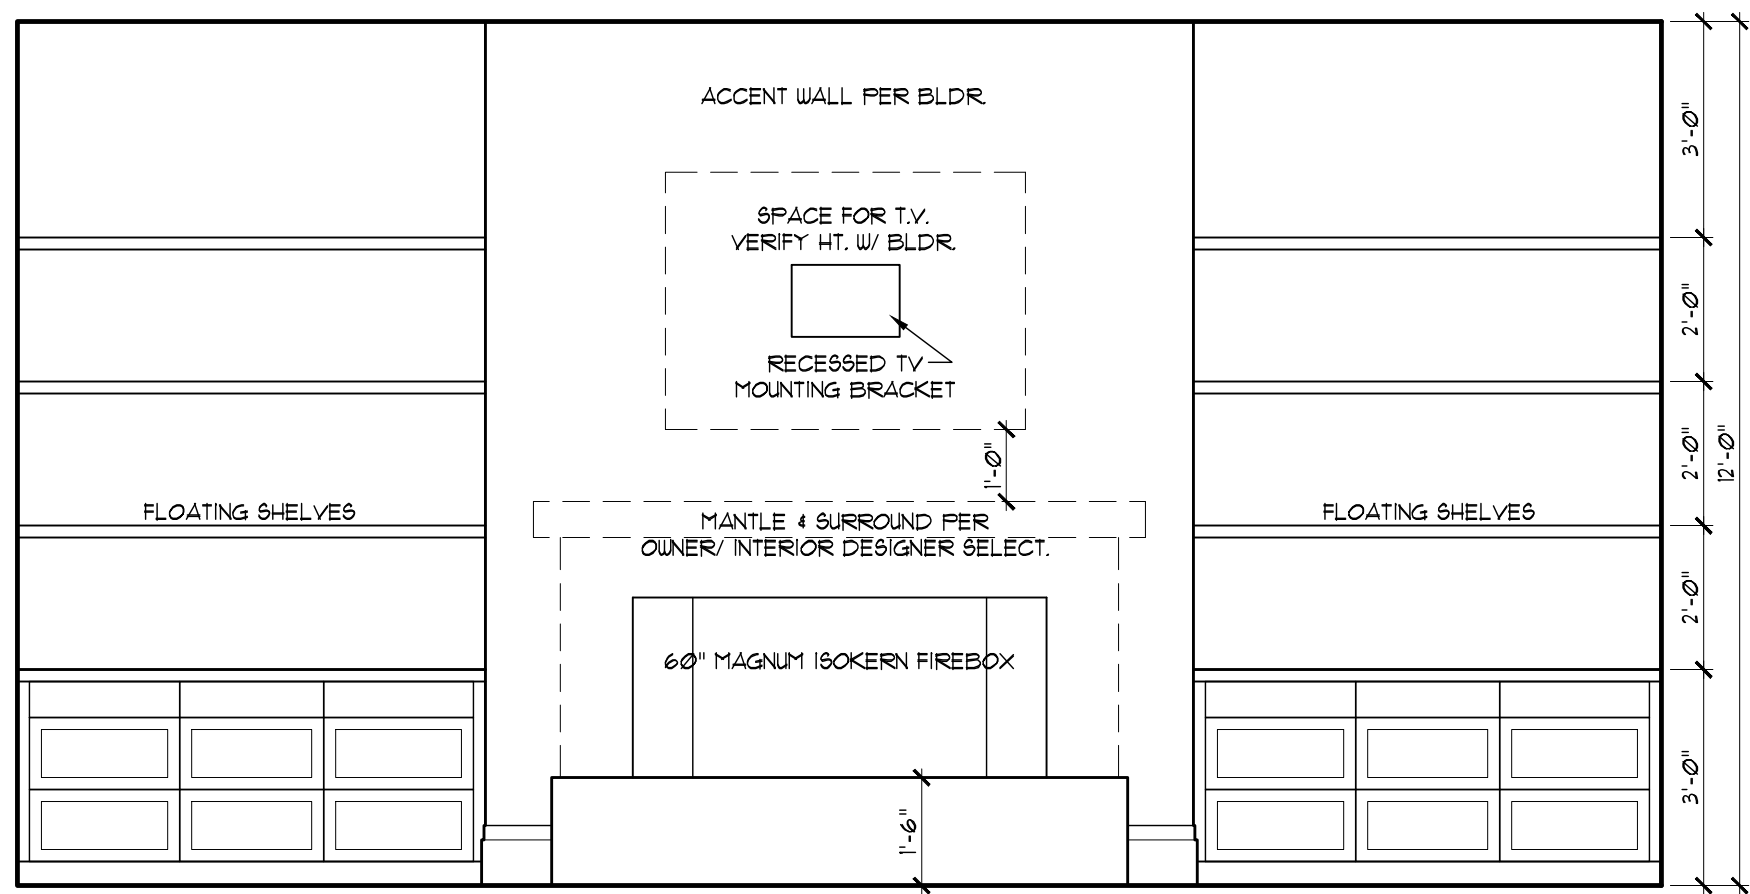 ACCENT WALL PER BLDR.
SPACE FOR T.V.
VERIFY HT. W/ BLDR.
RECESSED TV
MOUNTING BRACKET
1'-0"
FLOATING SHELVES
MANTLE & SURROUND PER
OWNER/ INTERIOR DESIGNER SELECT.
FLOATING SHELVES
60" MAGNUM ISOKERN FIREBOX
1'-6"
3'-0"
2'-0"
2'-0"
2'-0"
3'-0"
12'-0"